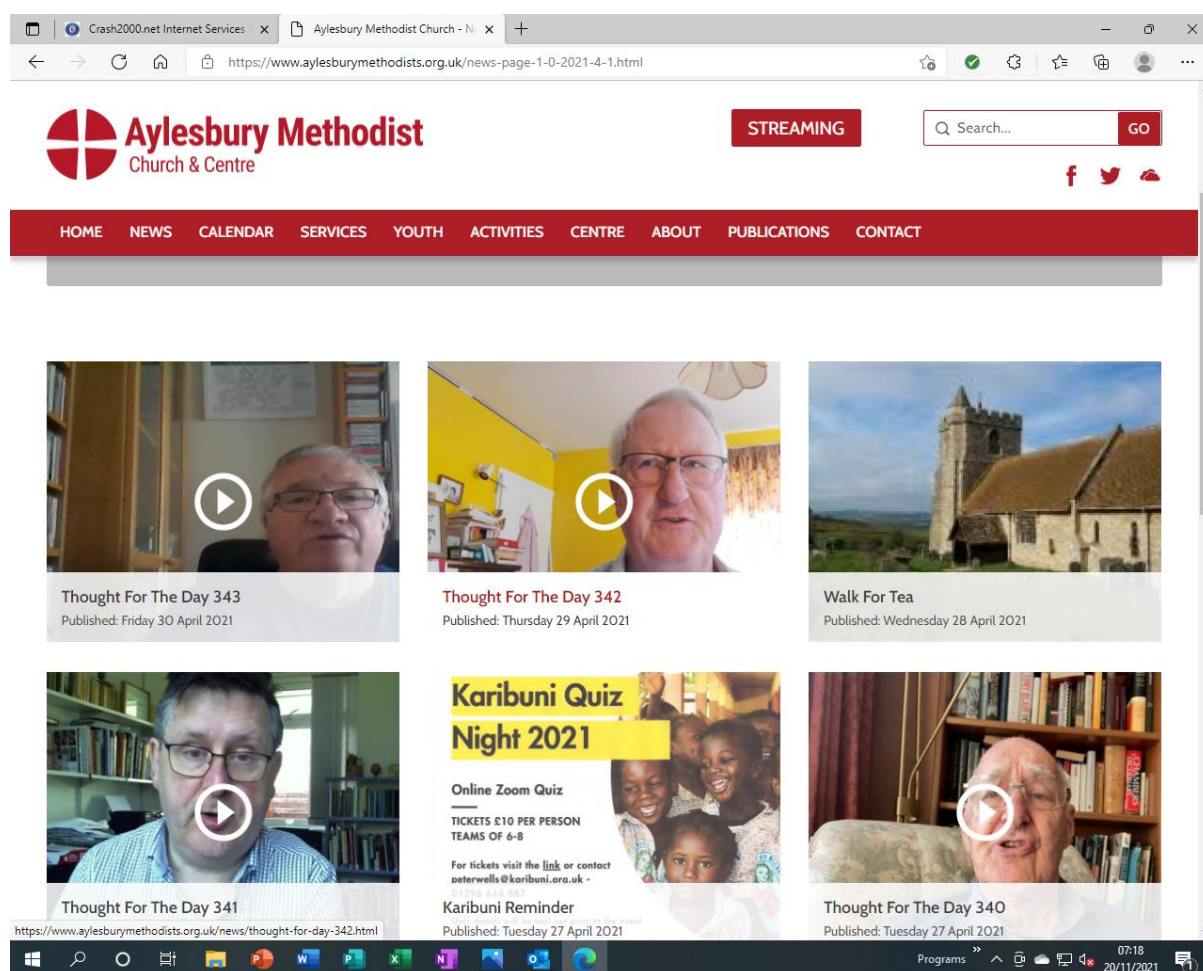 Crash2000.net Internet Services
Aylesbury Methodist Church - N
https://www.aylesburymethodists.org.uk/news-page-1-0-2021-4-1.html
Aylesbury Methodist
Church & Centre
STREAMING
Search...
GO
HOME NEWS CALENDAR SERVICES YOUTH ACTIVITIES CENTRE ABOUT PUBLICATIONS CONTACT
Thought For The Day 343
Published: Friday 30 April 2021
Thought For The Day 342
Published: Thursday 29 April 2021
Walk For Tea
Published: Wednesday 28 April 2021
Thought For The Day 341
Karibuni Quiz
Night 2021
Online Zoom Quiz
TICKETS £10 PER PERSON
TEAMS OF 6-8
For tickets visit the link or contact
peterwells@karibuni.org.uk -
01296 614 887
Karibuni Reminder
Published: Tuesday 27 April 2021
Thought For The Day 340
Published: Tuesday 27 April 2021
https://www.aylesburymethodists.org.uk/news/thought-for-day-342.html
Programs
07:18
20/11/2021